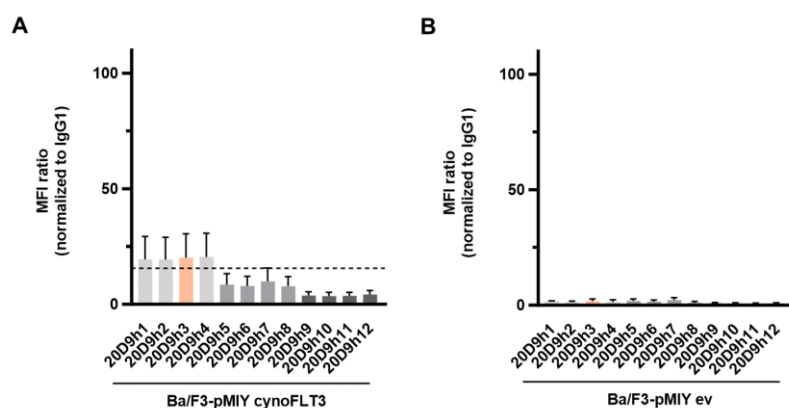 A
MFI ratio
(normalized to IgG1)
100
50
0
20D9h1
20D9h2
20D9h3
20D9h4
20D9h5
20D9h6
20D9h7
20D9h8
20D9h9
20D9h10
20D9h11
20D9h12
Ba/F3-pMIY cynoFLT3
B
MFI ratio
(normalized to IgG1)
100
50
0
20D9h1
20D9h2
20D9h3
20D9h4
20D9h5
20D9h6
20D9h7
20D9h8
20D9h9
20D9h10
20D9h11
20D9h12
Ba/F3-pMIY ev